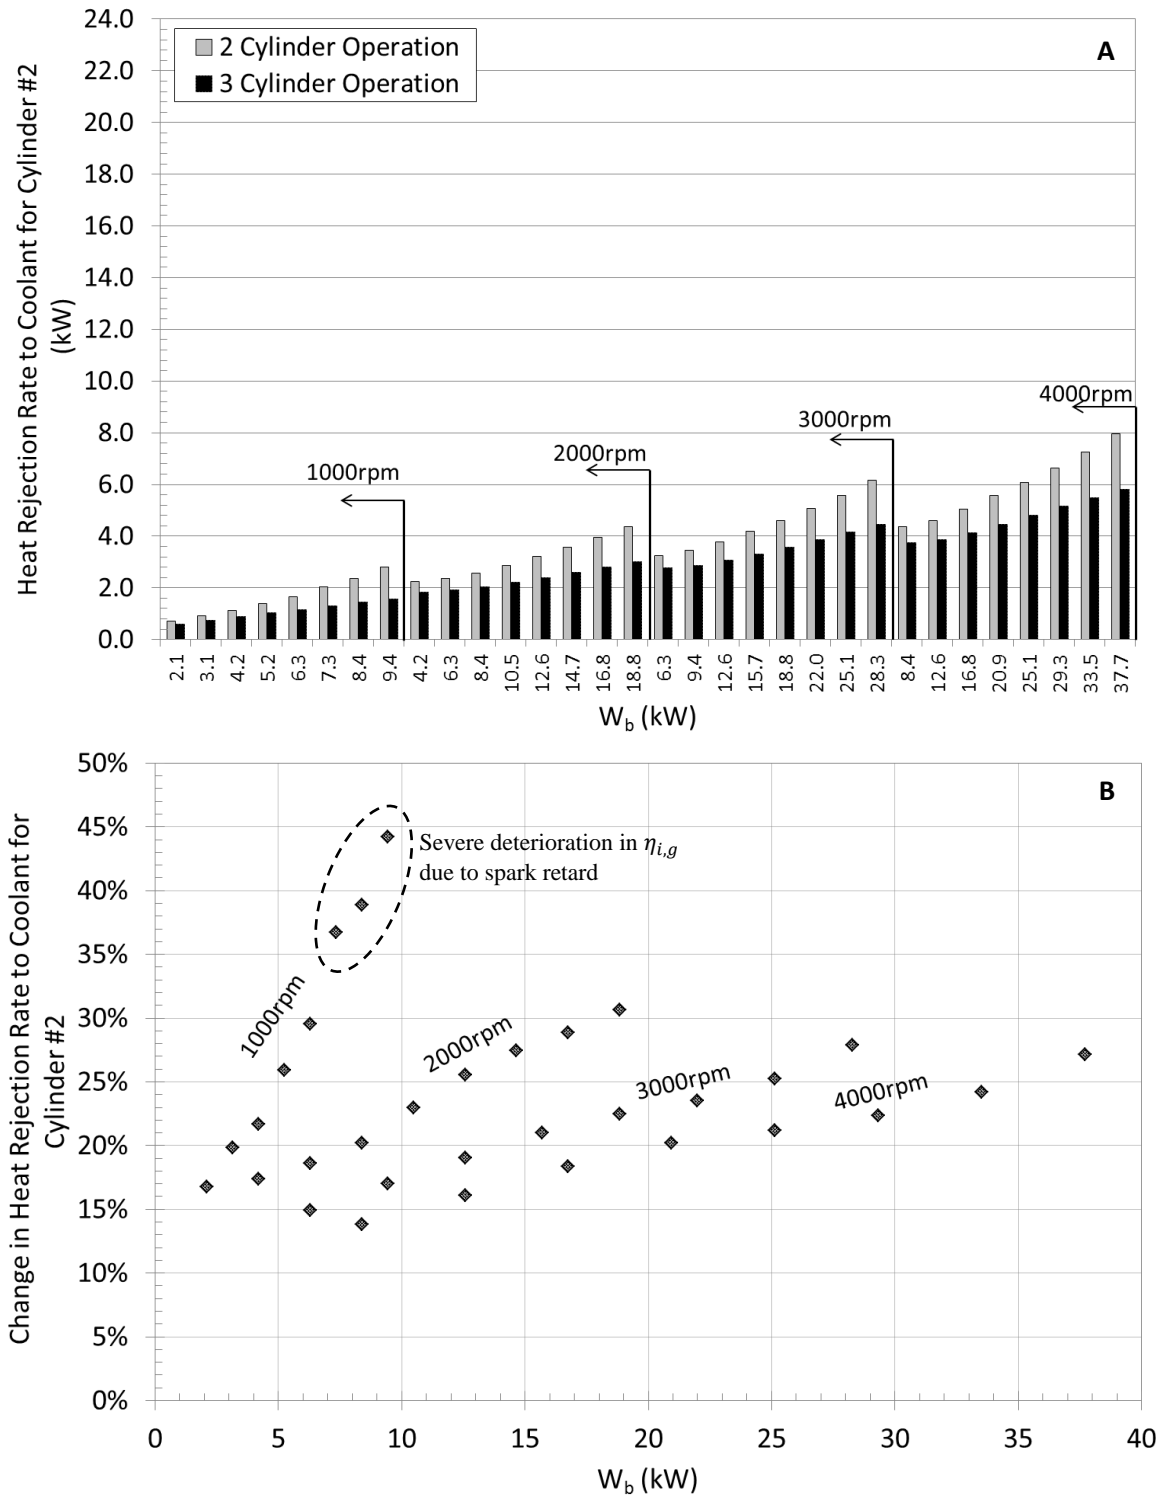 24.0
22.0
20.0
18.0
16.0
14.0
12.0
10.0
8.0
6.0
4.0
2.0
0.0
Heat Rejection Rate to Coolant for Cylinder #2
(kW)
2 Cylinder Operation
3 Cylinder Operation
A
1000rpm
2000rpm
3000rpm
4000rpm
2.1 3.1 4.2 5.2 6.3 7.3 8.4 9.4 4.2 6.3 8.4 10.5 12.6 14.7 16.8 18.8 6.3 9.4 12.6 15.7 18.8 22.0 25.1 28.3 8.4 12.6 16.8 20.9 25.1 29.3 33.5 37.7
W_b (kW)
50%
45%
40%
35%
30%
25%
20%
15%
10%
5%
0%
Change in Heat Rejection Rate to Coolant for
Cylinder #2
B
Severe deterioration in η_{i,g}
due to spark retard
1000rpm
2000rpm
3000rpm
4000rpm
0 5 10 15 20 25 30 35 40
W_b (kW)